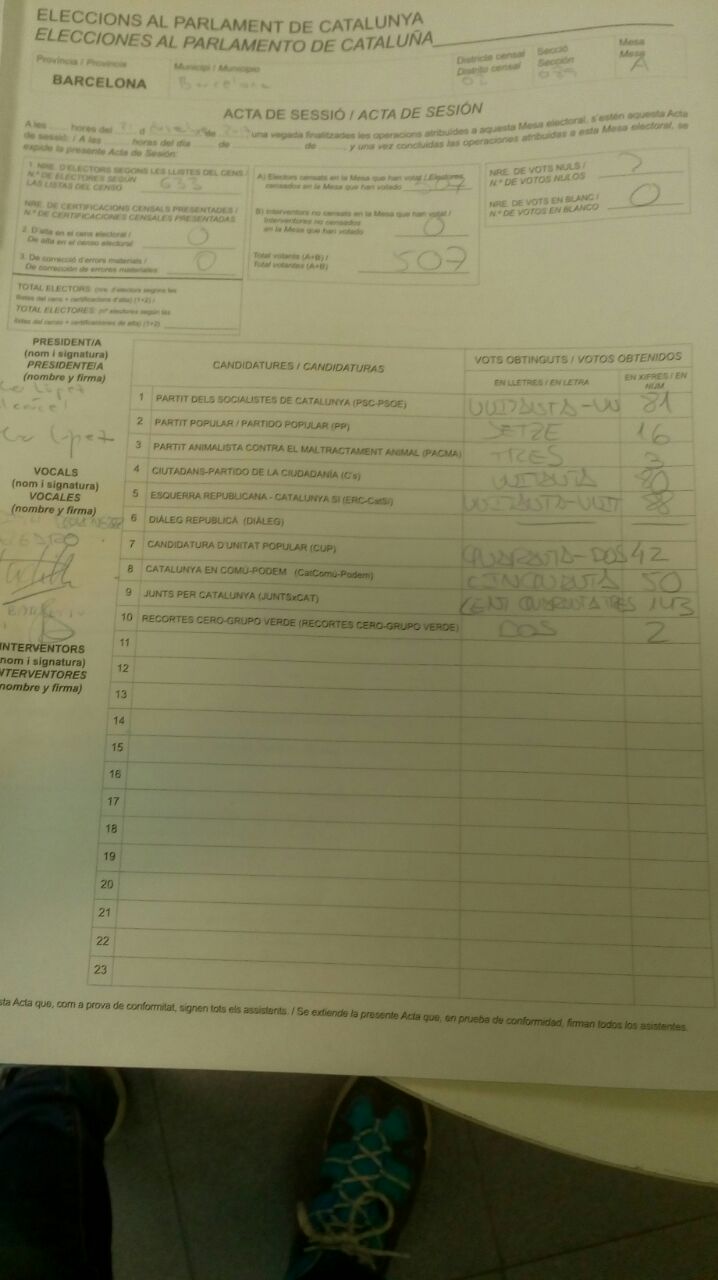 ELECCIONS AL PARLAMENT DE CATALUNYA
ELECCIONES AL PARLAMENTO DE CATALUÑA
Província / Provincia
Municipi / Municipio
Districte censal
Distrito censal
Secció
Sección
Mesa
Mesa
BARCELONA
Barcelona
02
089
A
ACTA DE SESSIÓ / ACTA DE SESIÓN
A les hores del d de una vegada finalitzades les operacions atribuïdes a aquesta Mesa electoral, s'estén aquesta Acta
de sessió: / A las horas del día de de y una vez concluidas las operaciones atribuidas a esta Mesa electoral, se
expide la presente Acta de Sesión:
1. NRE. D'ELECTORS SEGONS LES LLISTES DEL CENS /
N.º DE ELECTORES SEGÚN
LAS LISTAS DEL CENSO 633
NRE. DE CERTIFICACIONS CENSALS PRESENTADES /
N.º DE CERTIFICACIONES CENSALES PRESENTADAS
2. D'alta en el cens electoral /
De alta en el censo electoral 0
3. De correcció d'errors materials /
De corrección de errores materiales 0
TOTAL ELECTORS: (nre. d'electors segons les
llistes del cens + certificacions d'alta) (1+2) /
TOTAL ELECTORES: (nº electores según las
listas del censo + certificaciones de alta) (1+2)
A) Electors censats en la Mesa que han votat / Electores
censados en la Mesa que han votado 507
B) Interventors no censats en la Mesa que han votat /
Interventores no censados
en la Mesa que han votado 0
Total votants (A+B) /
Total votantes (A+B) 507
NRE. DE VOTS NULS /
N.º DE VOTOS NULOS
NRE. DE VOTS EN BLANC /
N.º DE VOTOS EN BLANCO 0
PRESIDENT/A
(nom i signatura)
PRESIDENTE/A
(nombre y firma)
López
López
VOCALS
(nom i signatura)
VOCALES
(nombre y firma)
INTERVENTORS
nom i signatura)
NTERVENTORES
nombre y firma)
CANDIDATURES / CANDIDATURAS
VOTS OBTINGUTS / VOTOS OBTENIDOS
EN LLETRES / EN LETRA
EN XIFRES / EN NÚM
1 PARTIT DELS SOCIALISTES DE CATALUNYA (PSC-PSOE) VUITANTA-UN 81
2 PARTIT POPULAR / PARTIDO POPULAR (PP) SETZE 16
3 PARTIT ANIMALISTA CONTRA EL MALTRACTAMENT ANIMAL (PACMA) TRES 3
4 CIUTADANS-PARTIDO DE LA CIUDADANÍA (C's) VUITANTA 80
5 ESQUERRA REPUBLICANA - CATALUNYA SÍ (ERC-CatSí) VUITANTA-VUIT 88
6 DIÀLEG REPUBLICÀ (DIÀLEG)
7 CANDIDATURA D'UNITAT POPULAR (CUP) QUARANTA-DOS 42
8 CATALUNYA EN COMÚ-PODEM (CatComú-Podem) CINQUANTA 50
9 JUNTS PER CATALUNYA (JUNTSxCAT) CENT QUARANTA TRES 143
10 RECORTES CERO-GRUPO VERDE (RECORTES CERO-GRUPO VERDE) DOS 2
11
12
13
14
15
16
17
18
19
20
21
22
23
sta Acta que, com a prova de conformitat, signen tots els assistents. / Se extiende la presente Acta que, en prueba de conformidad, firman todos los asistentes.